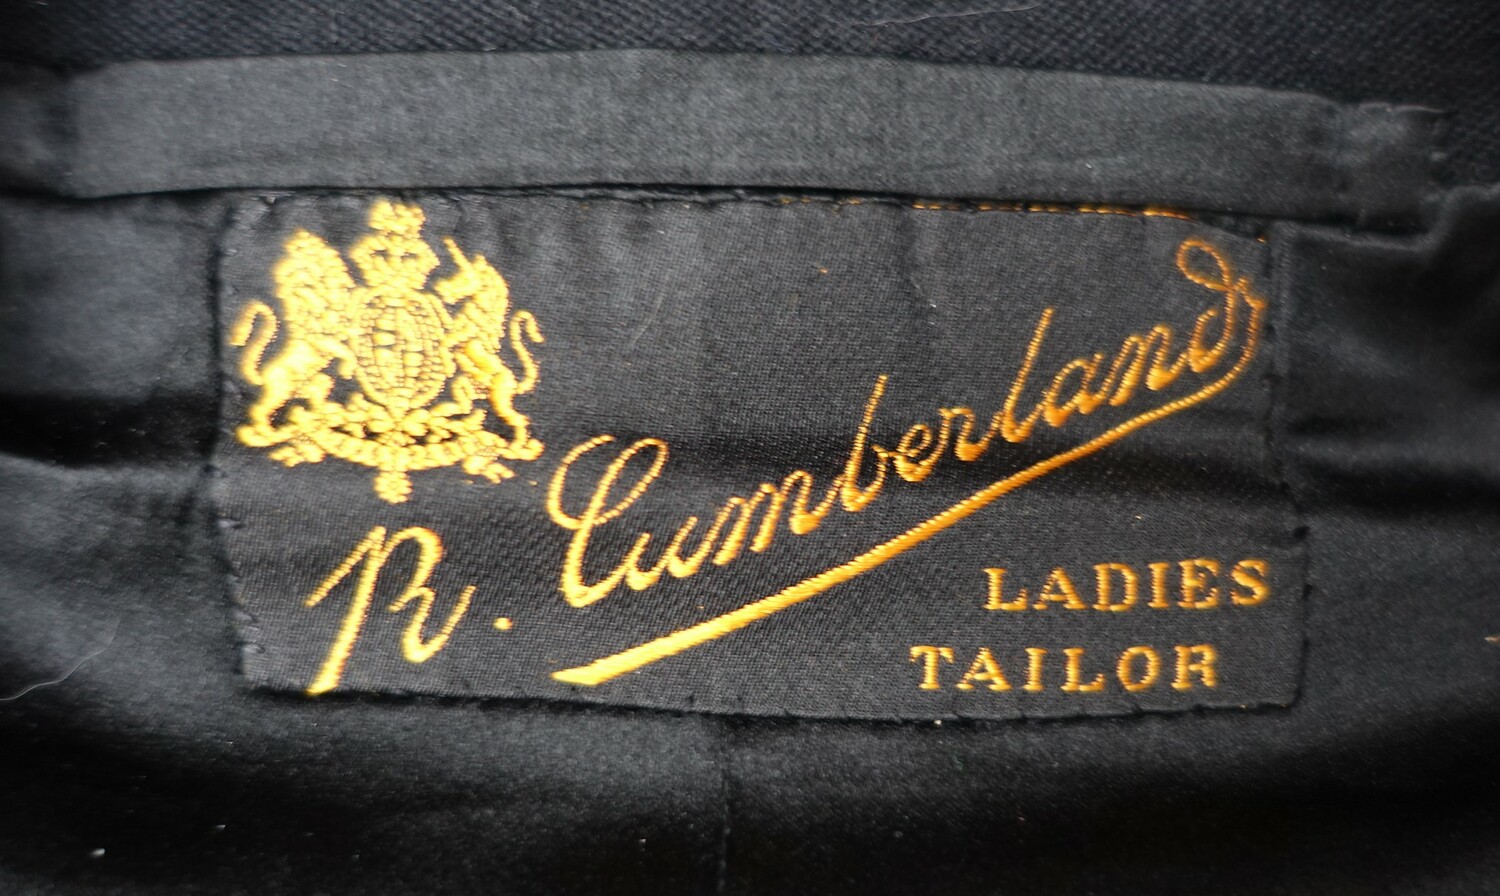 R. Cumberland
LADIES
TAILOR